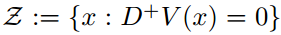 𝒵 := {x : D⁺V(x) = 0}